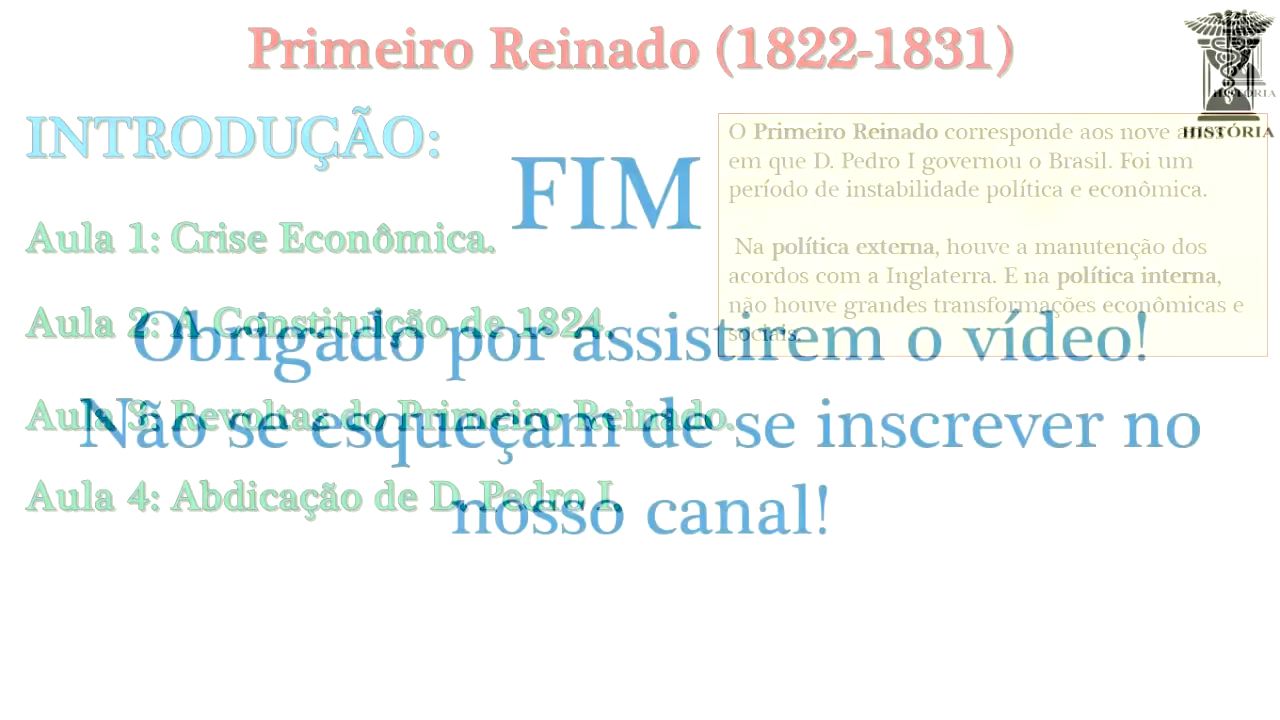 Primeiro Reinado (1822-1831)
HISTÓRIA
HISTÓRIA
INTRODUÇÃO:
O Primeiro Reinado corresponde aos nove anos
em que D. Pedro I governou o Brasil. Foi um
período de instabilidade política e econômica.
Na política externa, houve a manutenção dos
acordos com a Inglaterra. E na política interna,
não houve grandes transformações econômicas e
sociais.
FIM
Aula 1: Crise Econômica.
Aula 2: A Constituição de 1824.
Obrigado por assistirem o vídeo!
Aula 3: Revoltas do Primeiro Reinado.
Não se esqueçam de se inscrever no
Aula 4: Abdicação de D. Pedro I.
nosso canal!